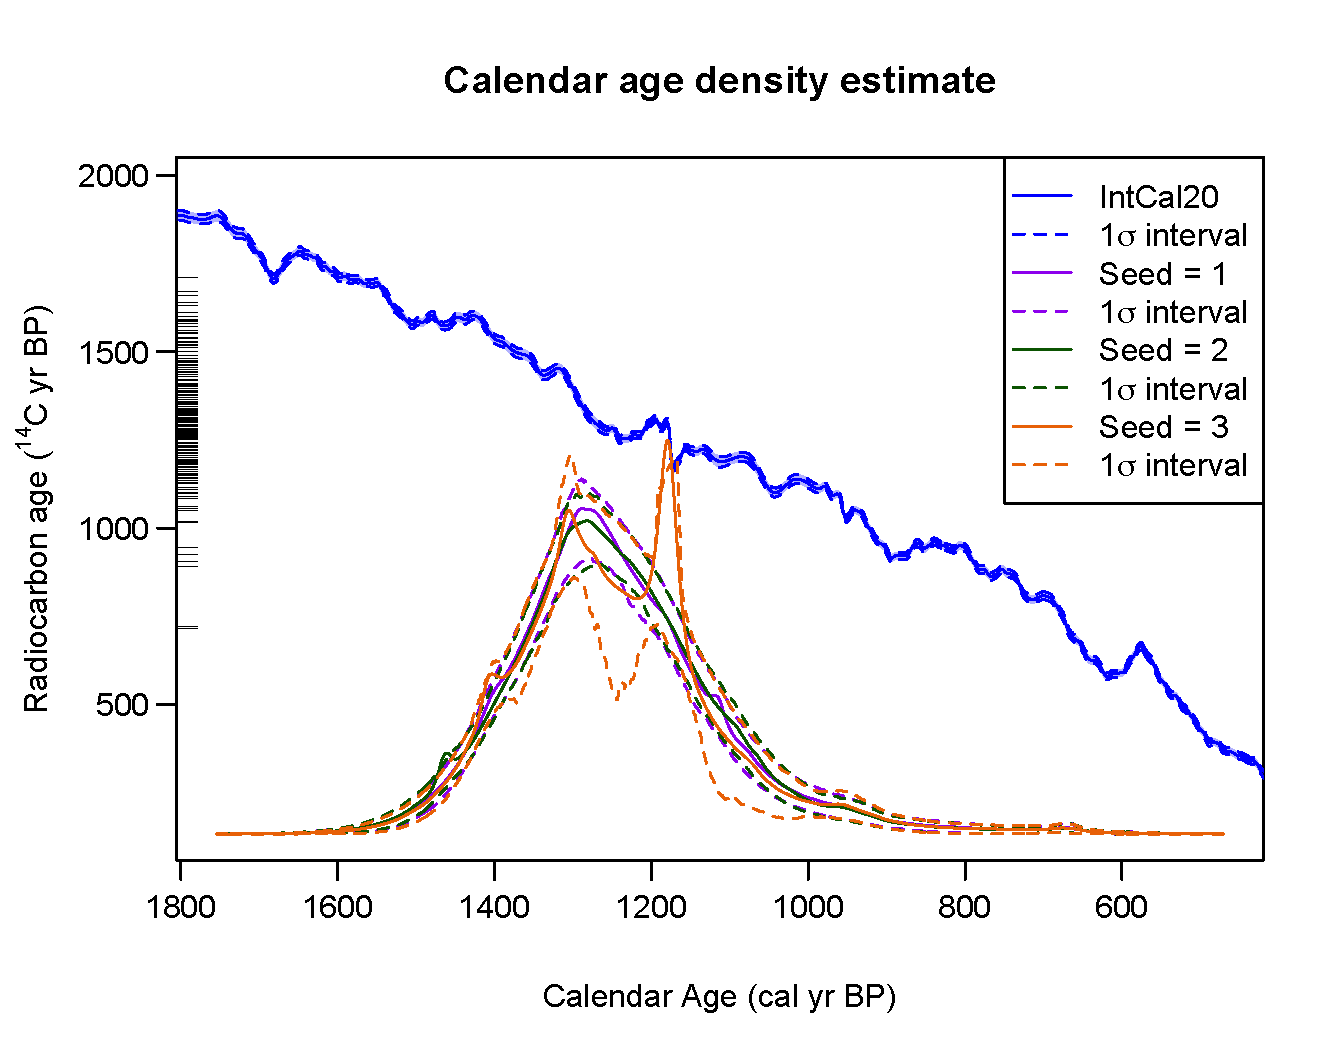 Calendar age density estimate
Radiocarbon age (¹⁴C yr BP)
2000
1500
1000
500
IntCal20
1σ interval
Seed = 1
1σ interval
Seed = 2
1σ interval
Seed = 3
1σ interval
1800 1600 1400 1200 1000 800 600
Calendar Age (cal yr BP)